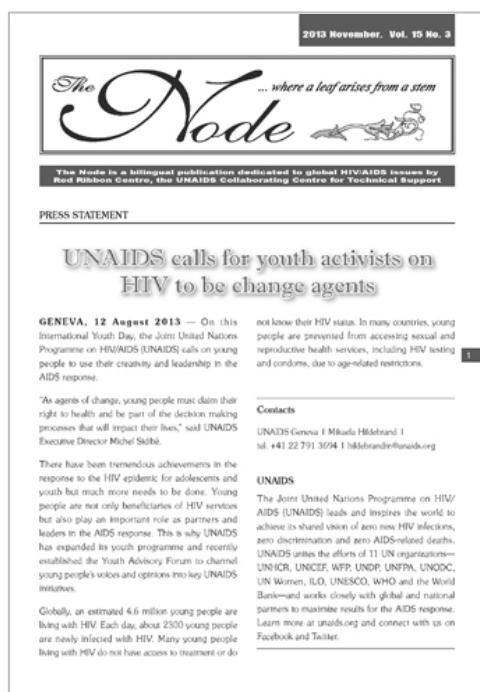 2013 November. Vol. 15 No. 3
The Node
... where a leaf arises from a stem
The Node is a bilingual publication dedicated to global HIV/AIDS issues by
Red Ribbon Centre, the UNAIDS Collaborating Centre for Technical Support
PRESS STATEMENT
UNAIDS calls for youth activists on
HIV to be change agents
GENEVA, 12 August 2013 — On this
International Youth Day, the Joint United Nations
Programme on HIV/AIDS (UNAIDS) calls on young
people to use their creativity and leadership in the
AIDS response.
"As agents of change, young people must claim their
right to health and be part of the decision making
processes that will impact their lives," said UNAIDS
Executive Director Michel Sidibé.
There have been tremendous achievements in the
response to the HIV epidemic for adolescents and
youth but much more needs to be done. Young
people are not only beneficiaries of HIV services
but also play an important role as partners and
leaders in the AIDS response. This is why UNAIDS
has expanded its youth programme and recently
established the Youth Advisory Forum to channel
young people's voices and opinions into key UNAIDS
initiatives.
Globally, an estimated 4.6 million young people are
living with HIV. Each day, about 2300 young people
are newly infected with HIV. Many young people
living with HIV do not have access to treatment or do
not know their HIV status. In many countries, young
people are prevented from accessing sexual and
reproductive health services, including HIV testing
and condoms, due to age-related restrictions.
1
Contacts
UNAIDS Geneva | Mikaela Hildebrand |
tel. +41 22 791 3694 | hildebrandm@unaids.org
UNAIDS
The Joint United Nations Programme on HIV/
AIDS (UNAIDS) leads and inspires the world to
achieve its shared vision of zero new HIV infections,
zero discrimination and zero AIDS-related deaths.
UNAIDS unites the efforts of 11 UN organizations—
UNHCR, UNICEF, WFP, UNDP, UNFPA, UNODC,
UN Women, ILO, UNESCO, WHO and the World
Bank—and works closely with global and national
partners to maximize results for the AIDS response.
Learn more at unaids.org and connect with us on
Facebook and Twitter.